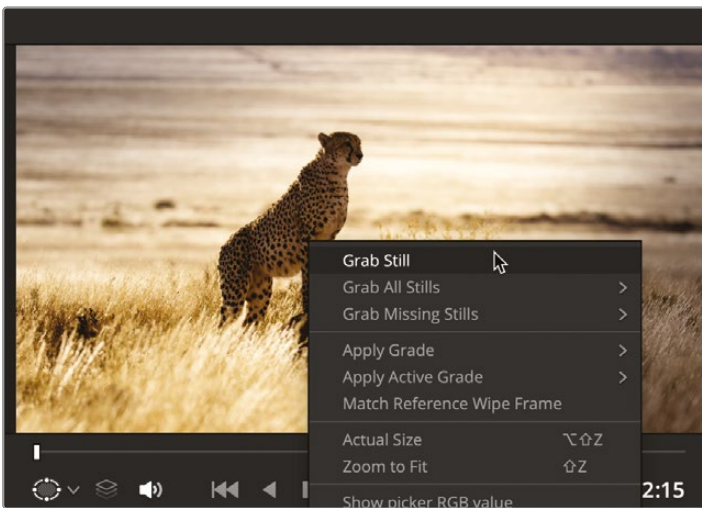 Grab Still
Grab All Stills
Grab Missing Stills
Apply Grade
Apply Active Grade
Match Reference Wipe Frame
Actual Size ⌥⇧Z
Zoom to Fit ⇧Z
Show picker RGB value
2:15